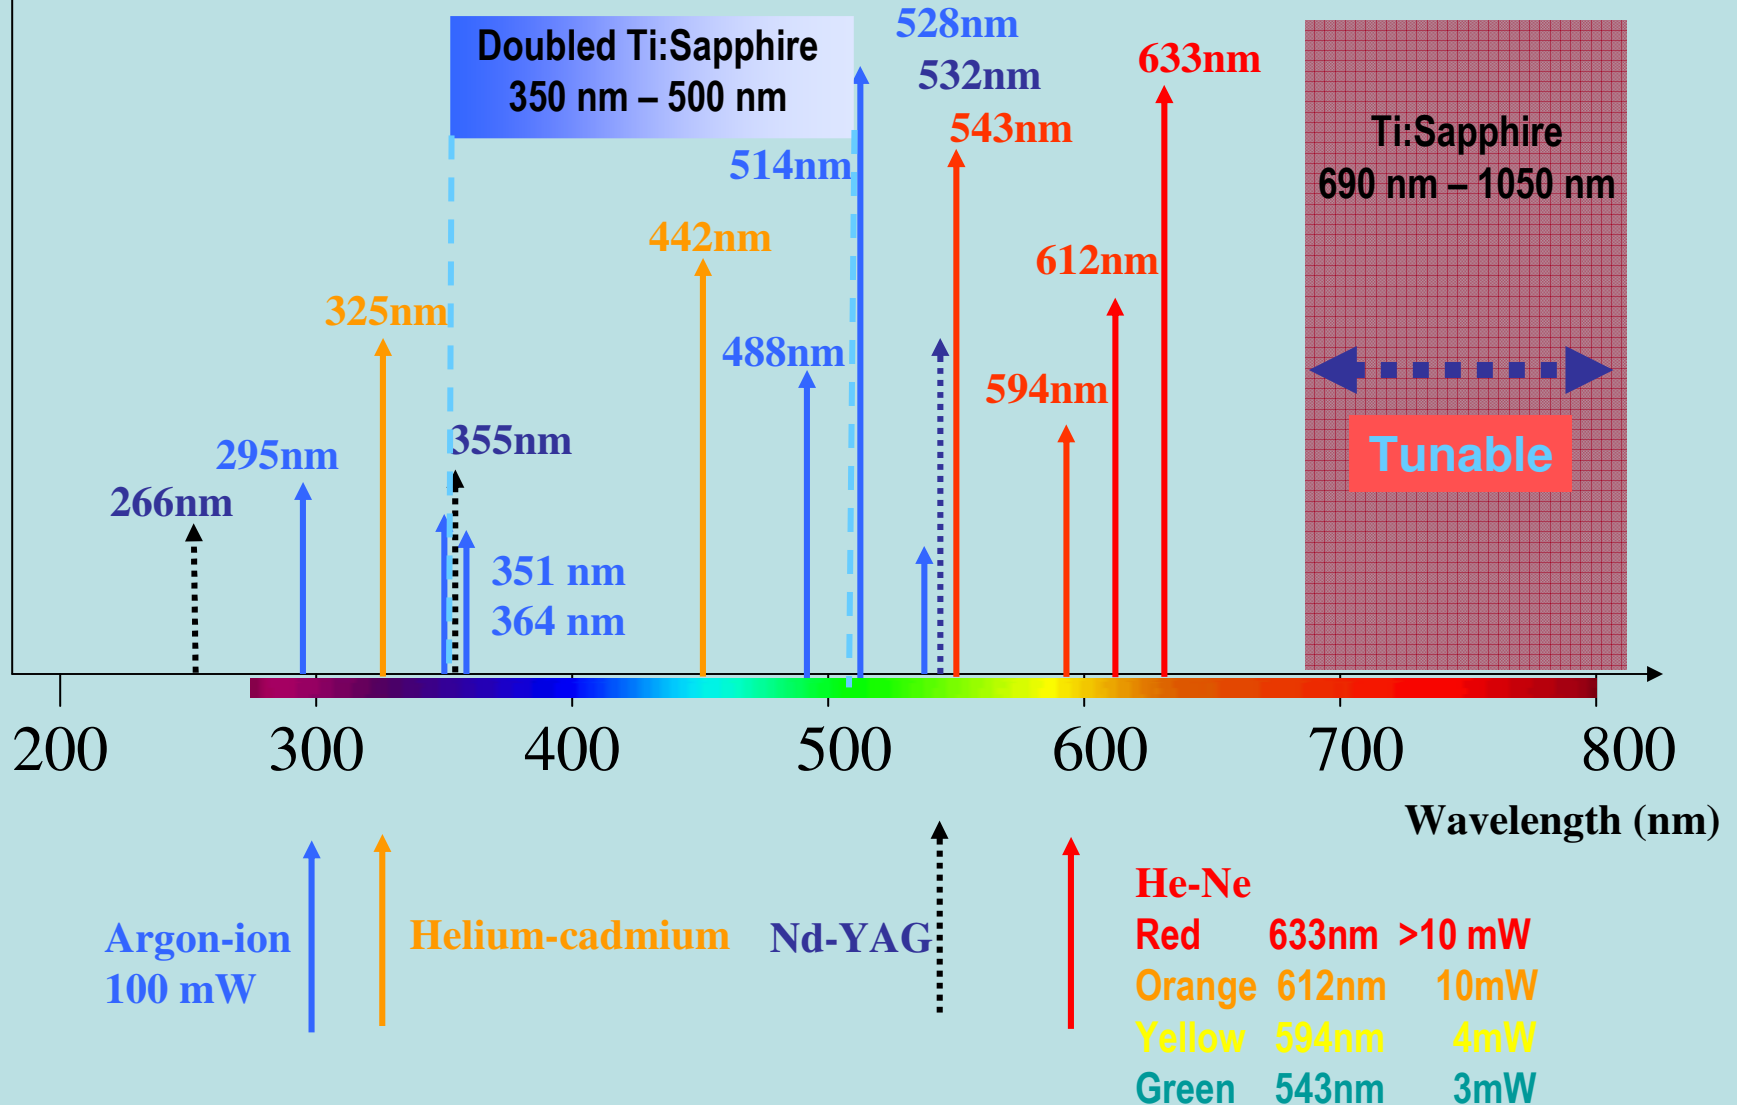 528nm
Doubled Ti:Sapphire
350 nm – 500 nm
532nm
633nm
543nm
514nm
Ti:Sapphire
690 nm – 1050 nm
442nm
612nm
325nm
488nm
594nm
355nm
295nm
Tunable
266nm
351 nm
364 nm
200 300 400 500 600 700 800
Wavelength (nm)
Argon-ion
100 mW
Helium-cadmium
Nd-YAG
He-Ne
Red 633nm >10 mW
Orange 612nm 10mW
Yellow 594nm 4mW
Green 543nm 3mW